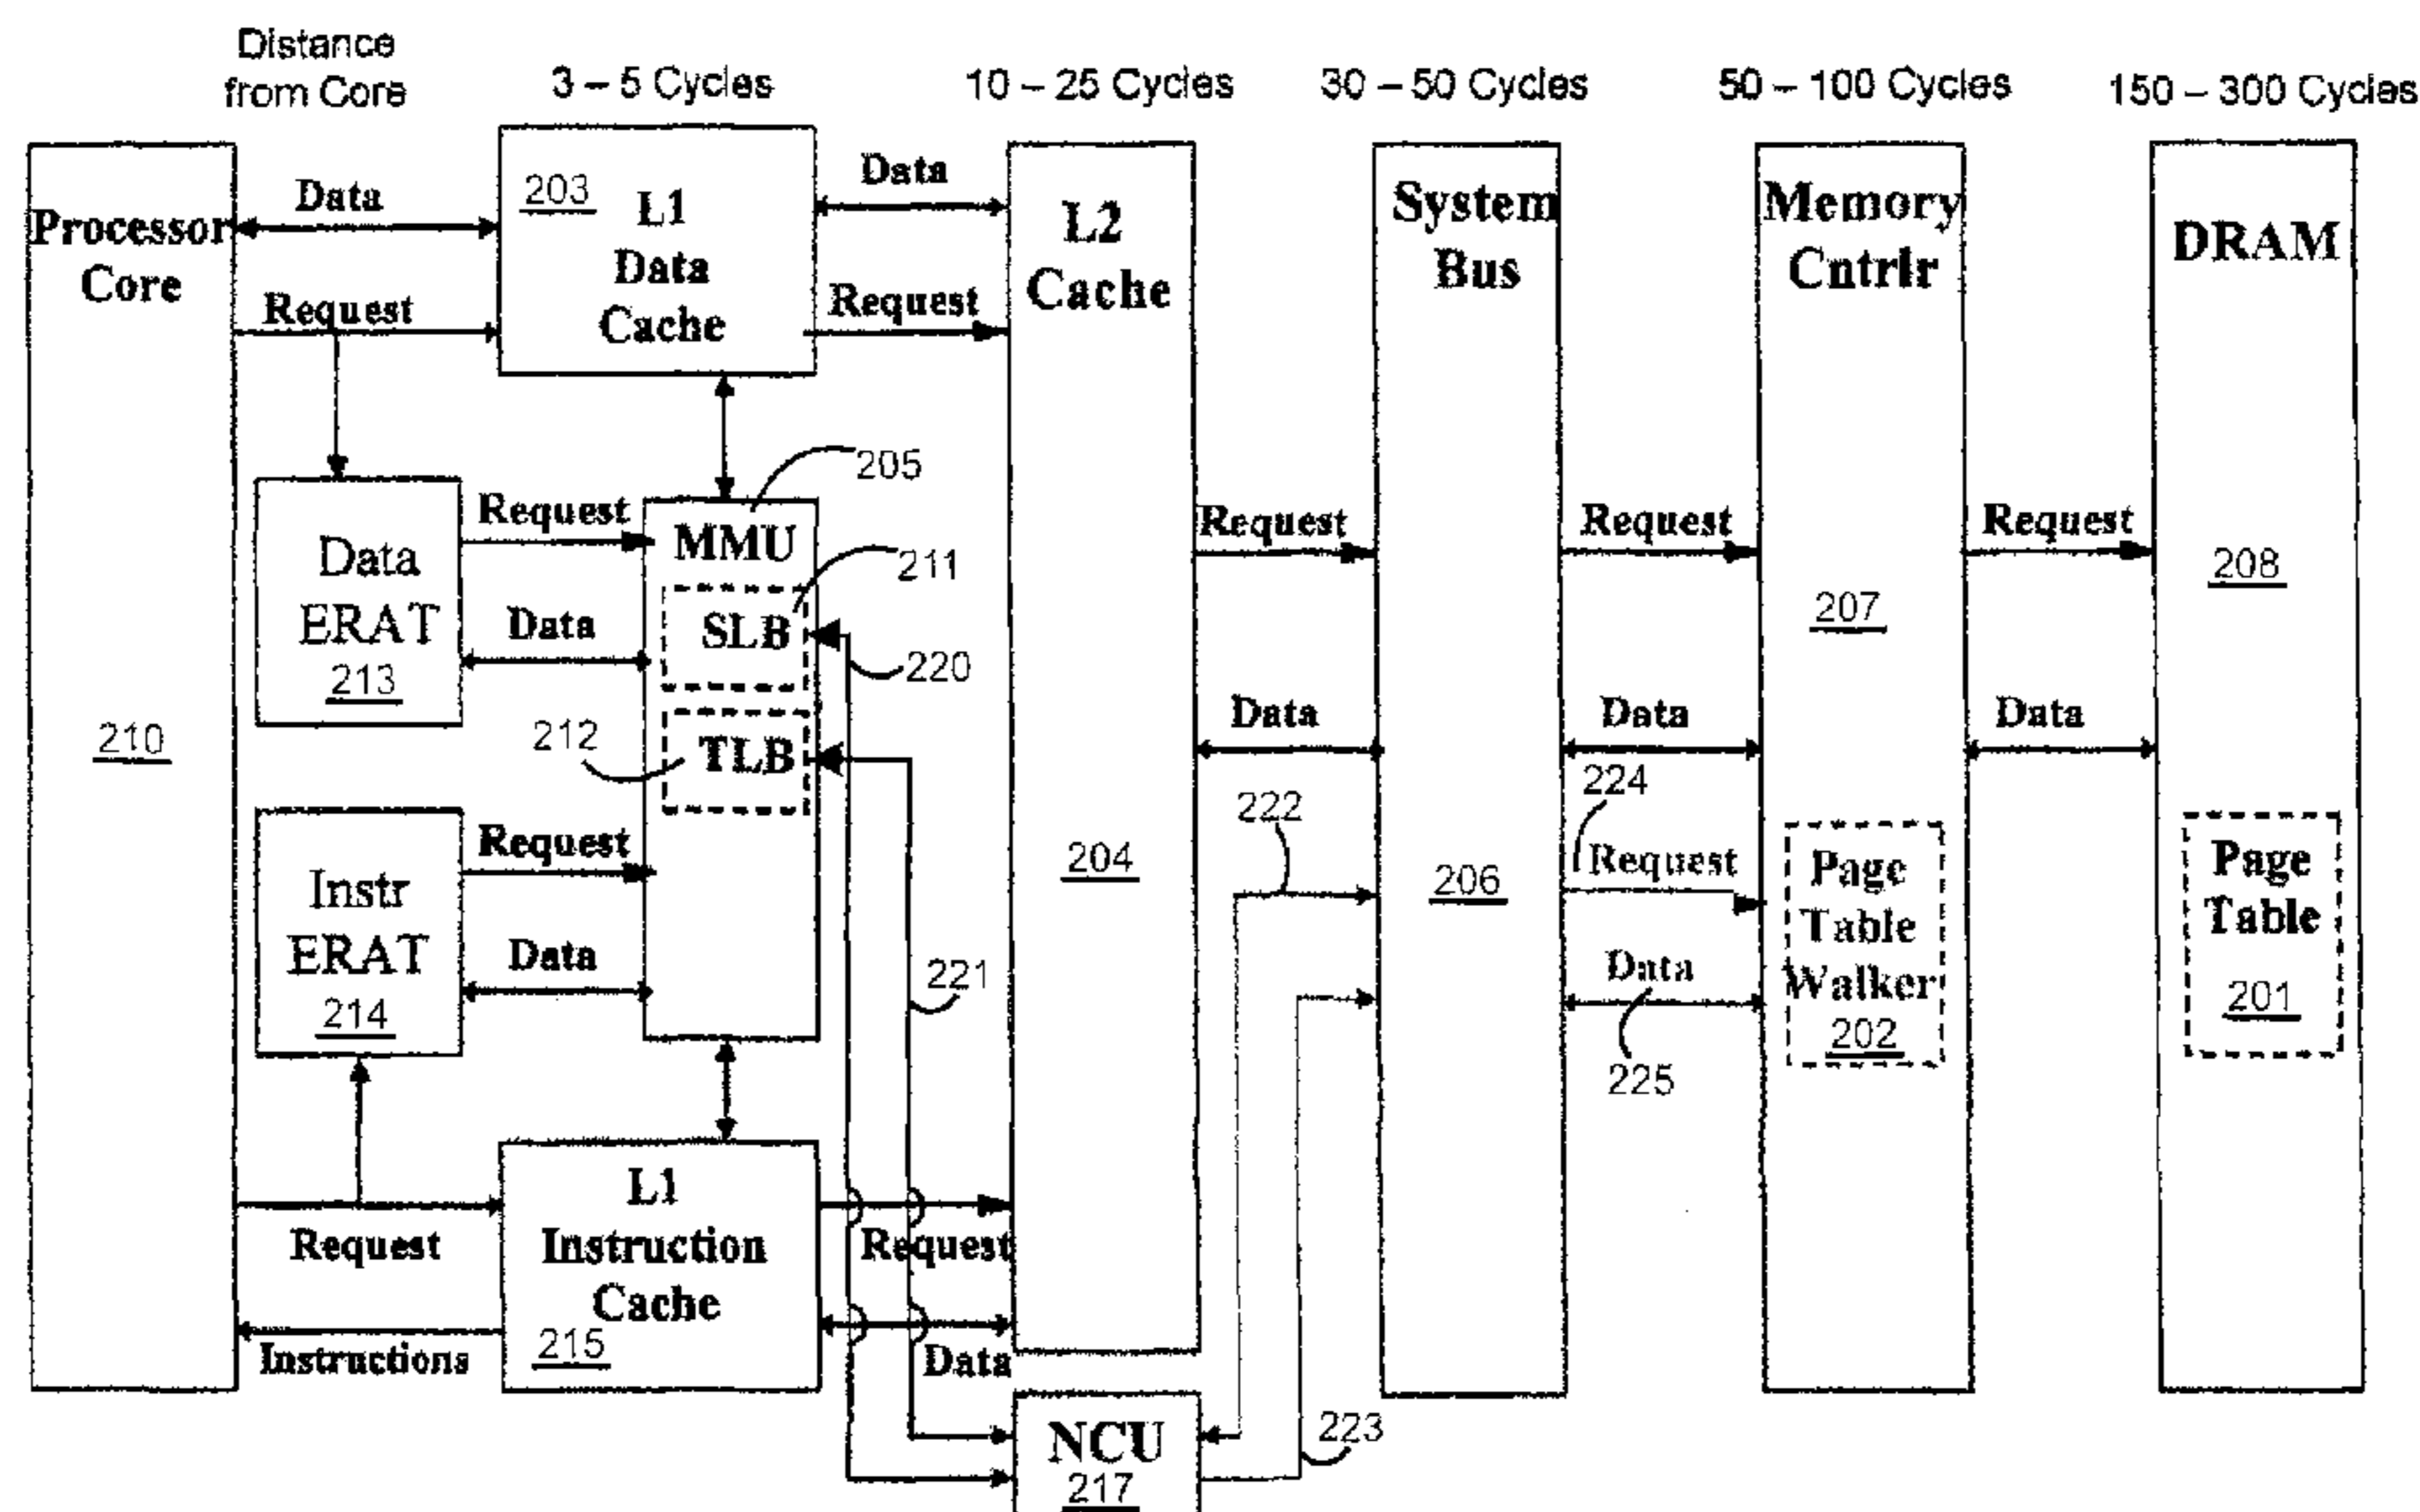 Distance
from Core
3 – 5 Cycles
10 – 25 Cycles
30 – 50 Cycles
50 – 100 Cycles
150 – 300 Cycles
Processor
Core
210
Data
Request
203
L1
Data
Cache
Data
Request
L2
Cache
204
System
Bus
206
Memory
Cntrlr
207
DRAM
208
Data
ERAT
213
Request
Data
205
MMU
211
SLB
220
212
TLB
Instr
ERAT
214
Request
Data
221
Request
Data
Request
Data
Request
Data
222
224
Request
Data
225
Page
Table
Walker
202
Page
Table
201
Request
Instructions
L1
Instruction
Cache
215
Request
Data
NCU
217
223